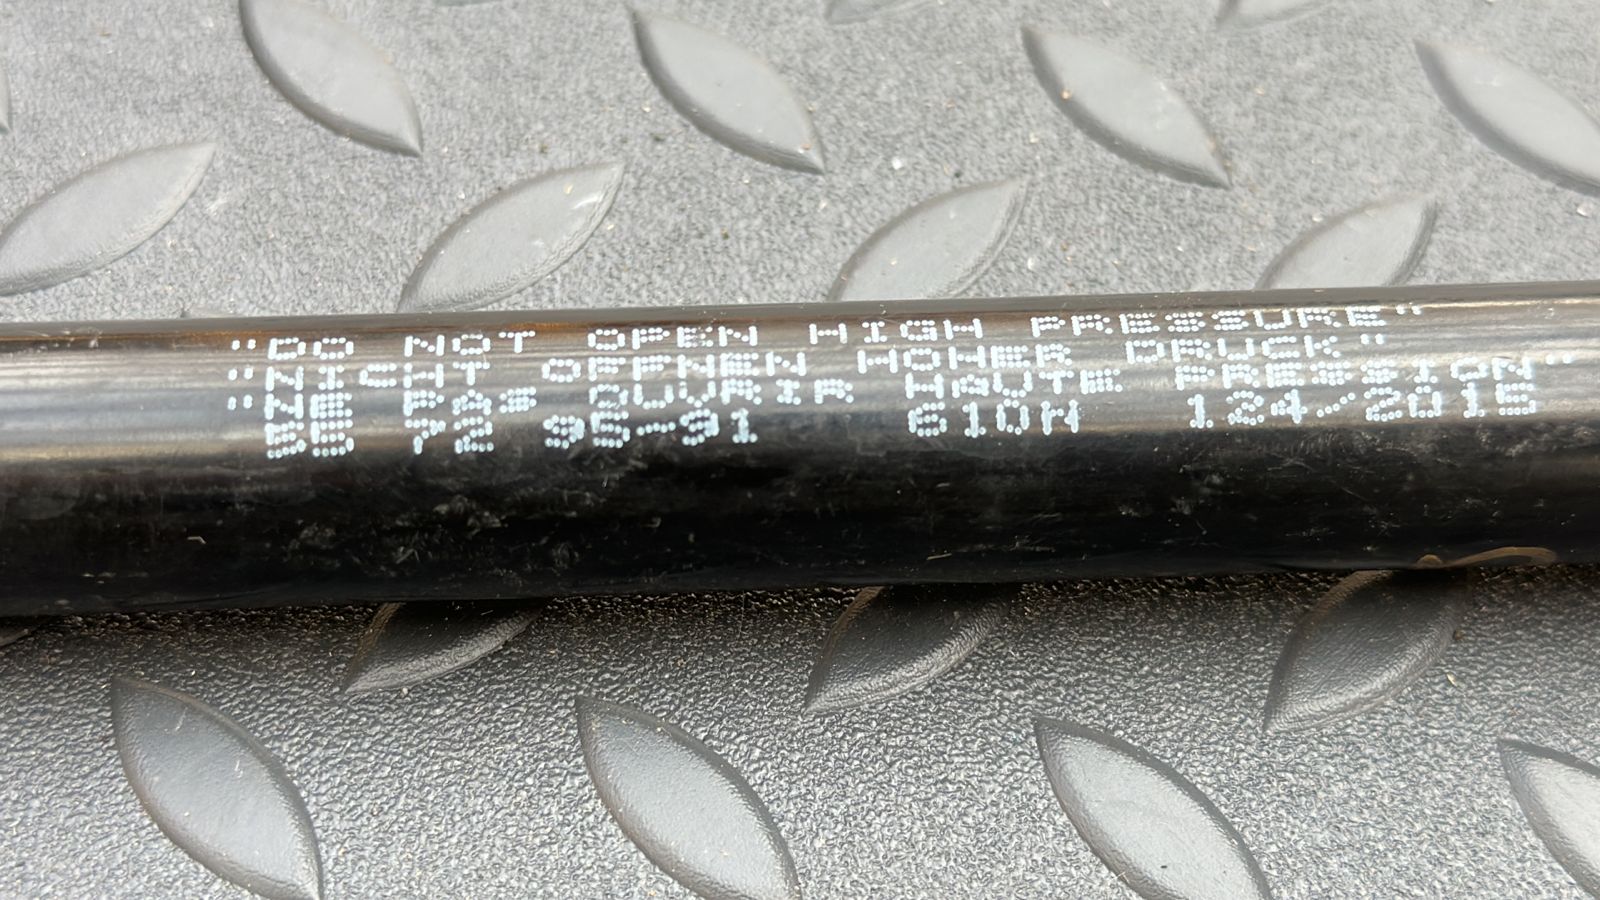 "DO NOT OPEN HIGH PRESSURE"
"NICHT OFFNEN HOHER DRUCK"
"NE PAS OUVRIR HAUTE PRESSION"
72 95-91 610N 124/2015